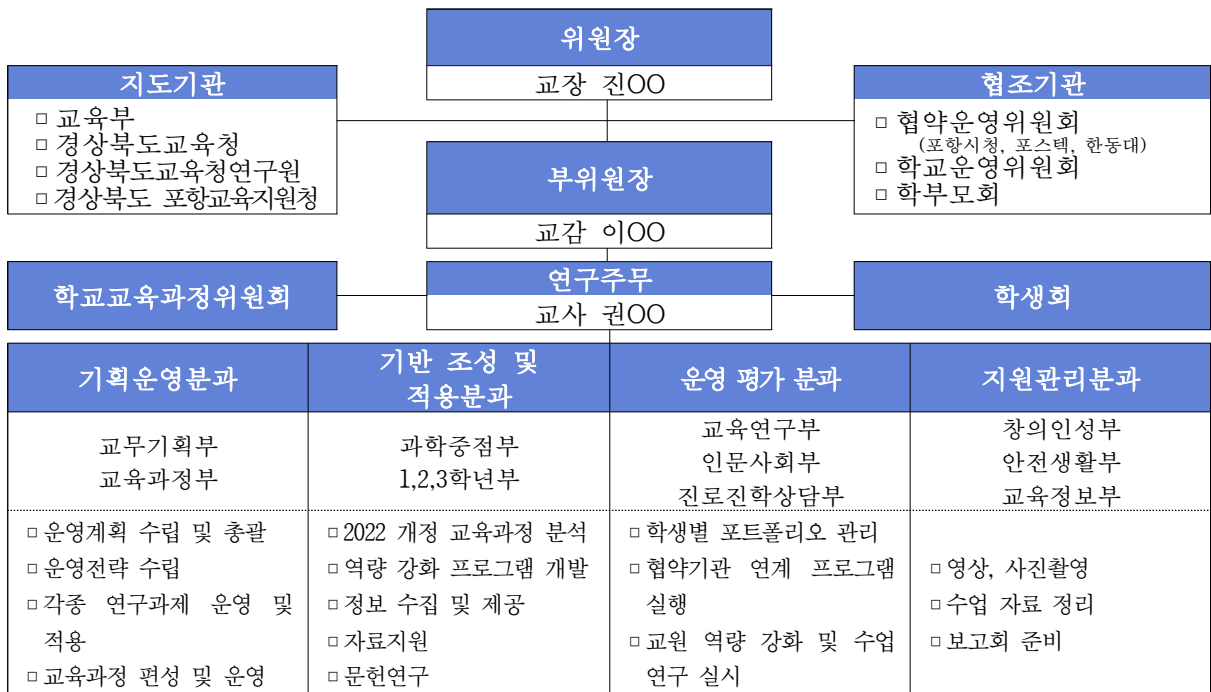 위원장
교장 진OO
지도기관
□ 교육부
□ 경상북도교육청
□ 경상북도교육청연구원
□ 경상북도 포항교육지원청
협조기관
□ 협약운영위원회
(포항시청, 포스텍, 한동대)
□ 학교운영위원회
□ 학부모회
부위원장
교감 이OO
학교교육과정위원회
연구주무
교사 권OO
학생회
기획운영분과
교무기획부
교육과정부
□ 운영계획 수립 및 총괄
□ 운영전략 수립
□ 각종 연구과제 운영 및
적용
□ 교육과정 편성 및 운영
기반 조성 및
적용분과
과학중점부
1,2,3학년부
□ 2022 개정 교육과정 분석
□ 역량 강화 프로그램 개발
□ 정보 수집 및 제공
□ 자료지원
□ 문헌연구
운영 평가 분과
교육연구부
인문사회부
진로진학상담부
□ 학생별 포트폴리오 관리
□ 협약기관 연계 프로그램
실행
□ 교원 역량 강화 및 수업
연구 실시
지원관리분과
창의인성부
안전생활부
교육정보부
□ 영상, 사진촬영
□ 수업 자료 정리
□ 보고회 준비